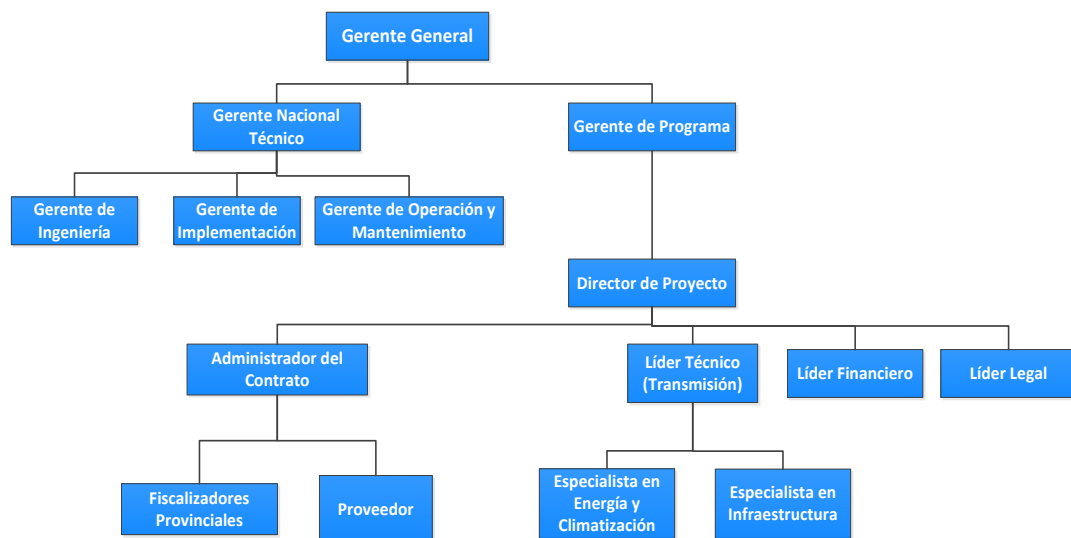 Gerente General
Gerente Nacional
Técnico
Gerente de Programa
Gerente de
Ingeniería
Gerente de
Implementación
Gerente de Operación y
Mantenimiento
Director de Proyecto
Administrador del
Contrato
Líder Técnico
(Transmisión)
Líder Financiero
Líder Legal
Fiscalizadores
Provinciales
Proveedor
Especialista en
Energía y
Climatización
Especialista en
Infraestructura